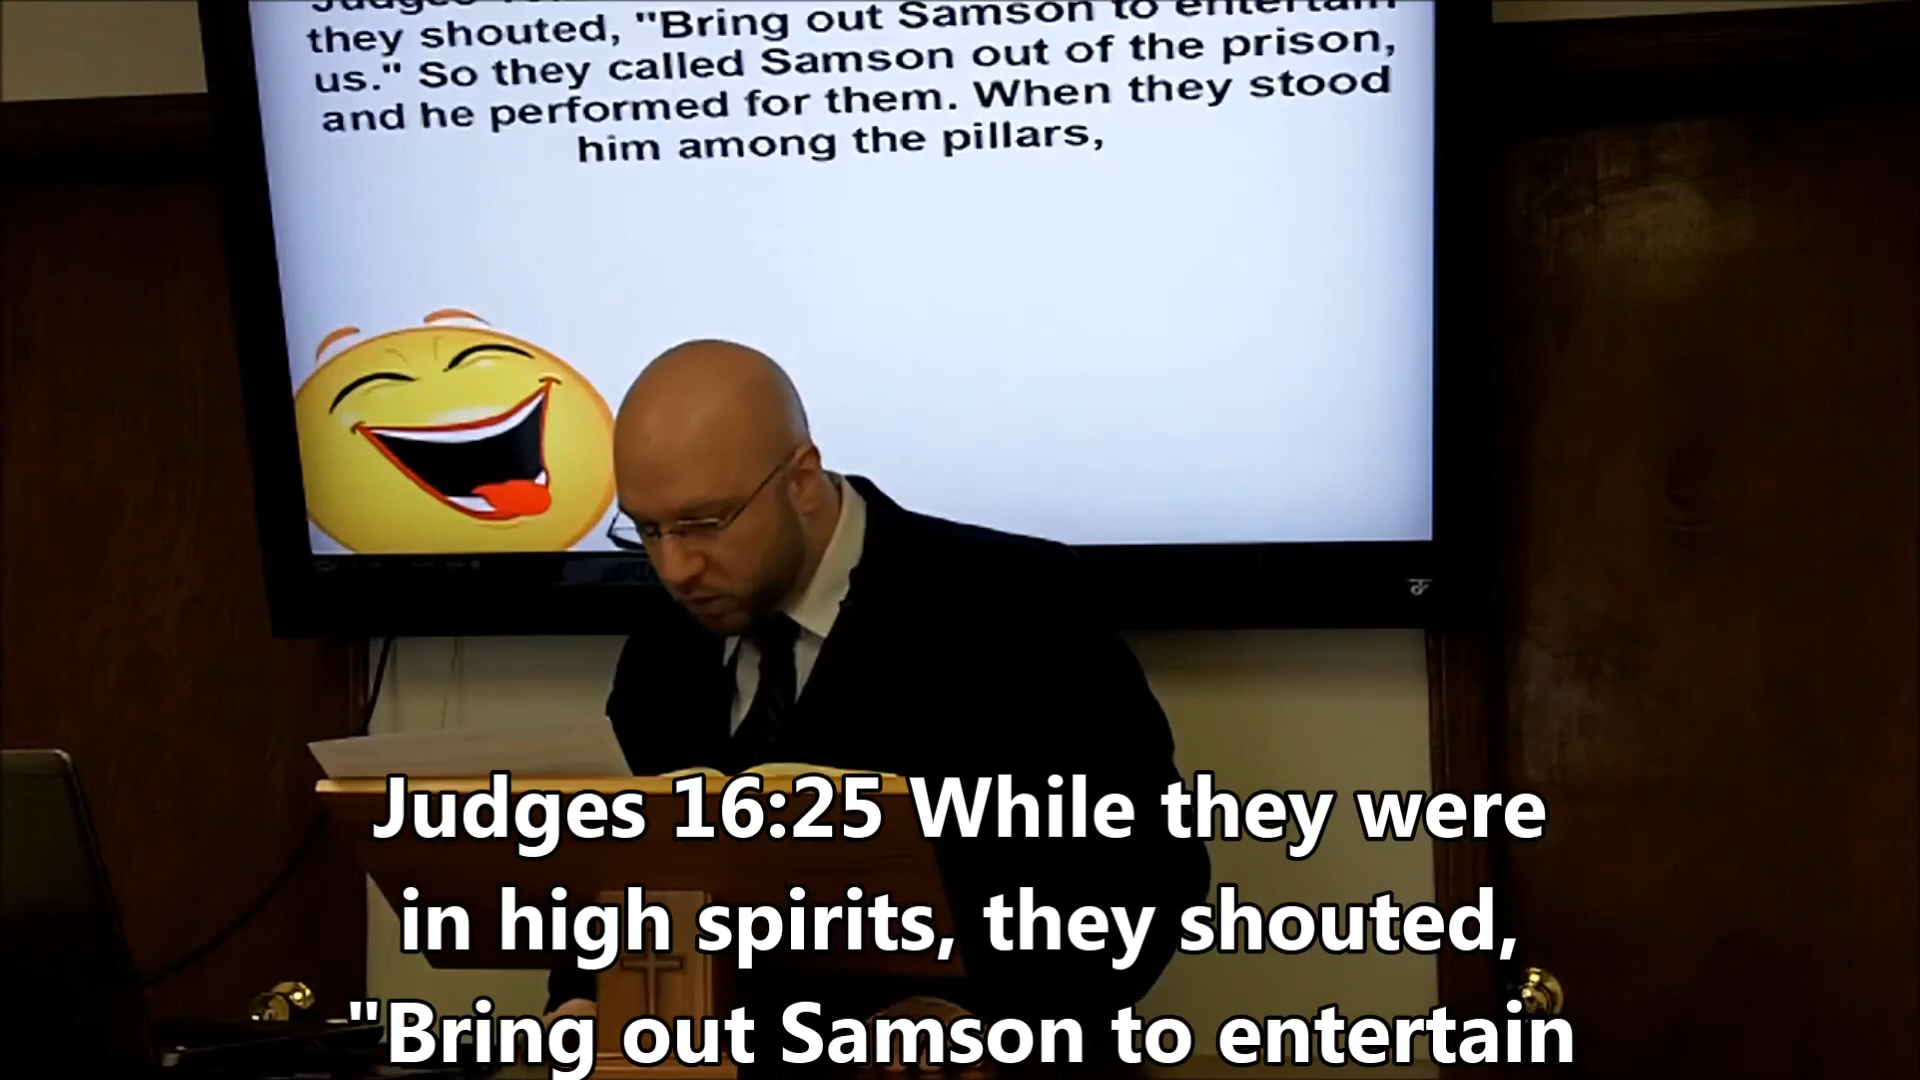 they shouted, "Bring out Samson to entertain
us." So they called Samson out of the prison,
and he performed for them. When they stood
him among the pillars,
Judges 16:25 While they were
in high spirits, they shouted,
"Bring out Samson to entertain